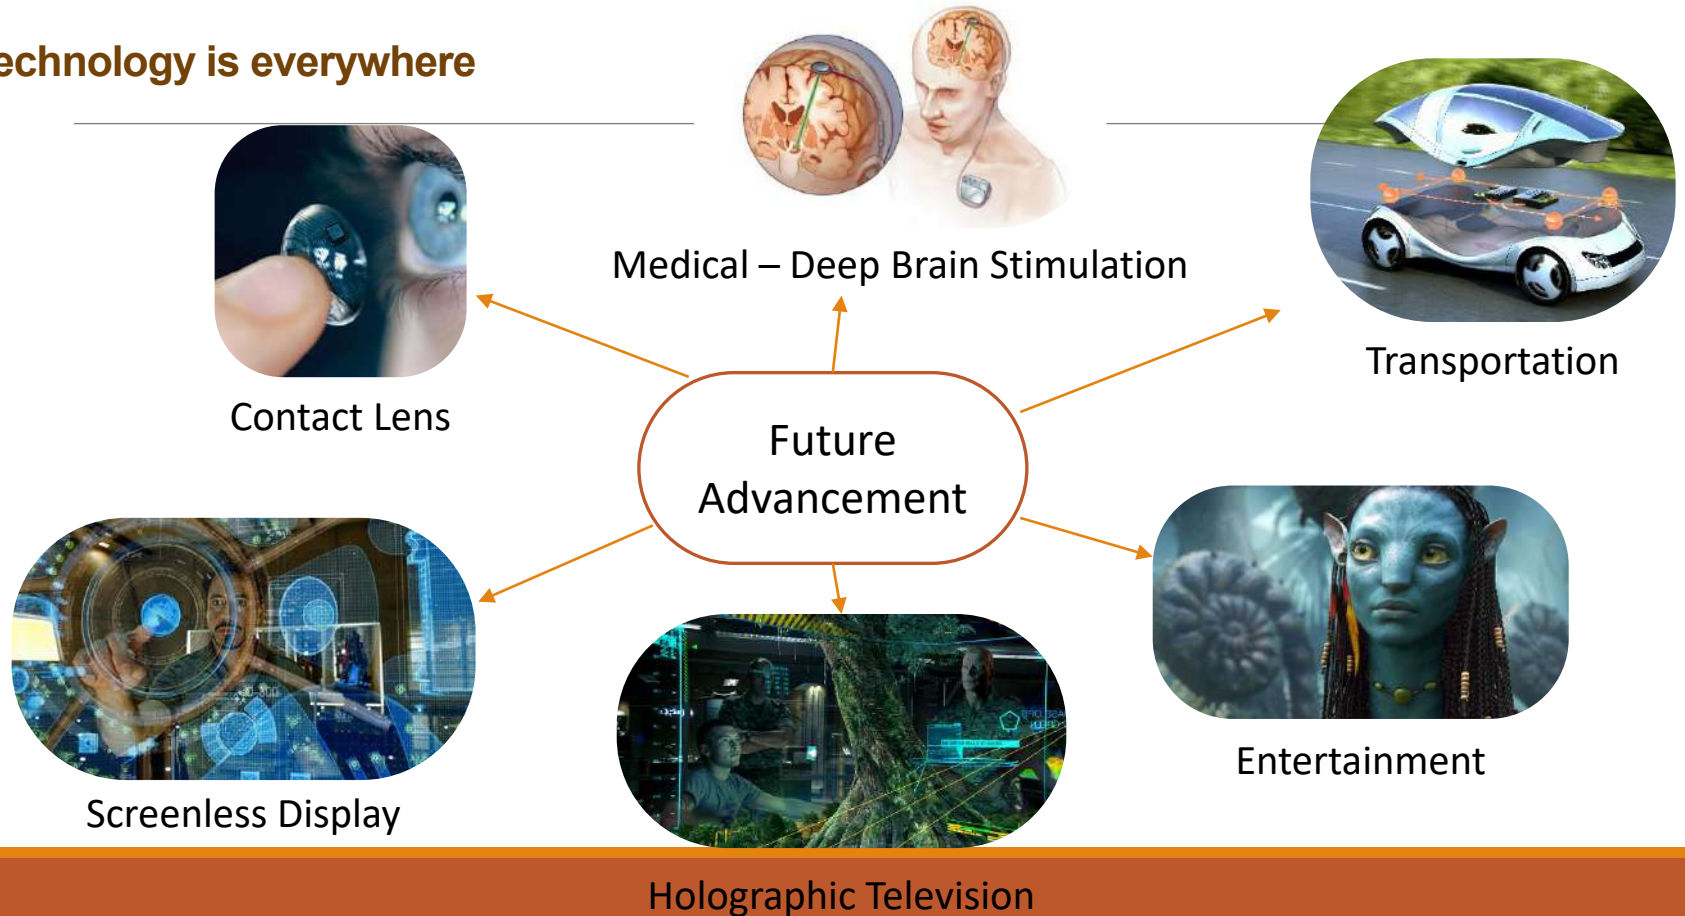 echnology is everywhere
Medical – Deep Brain Stimulation
Transportation
Contact Lens
Future
Advancement
Entertainment
Screenless Display
Holographic Television